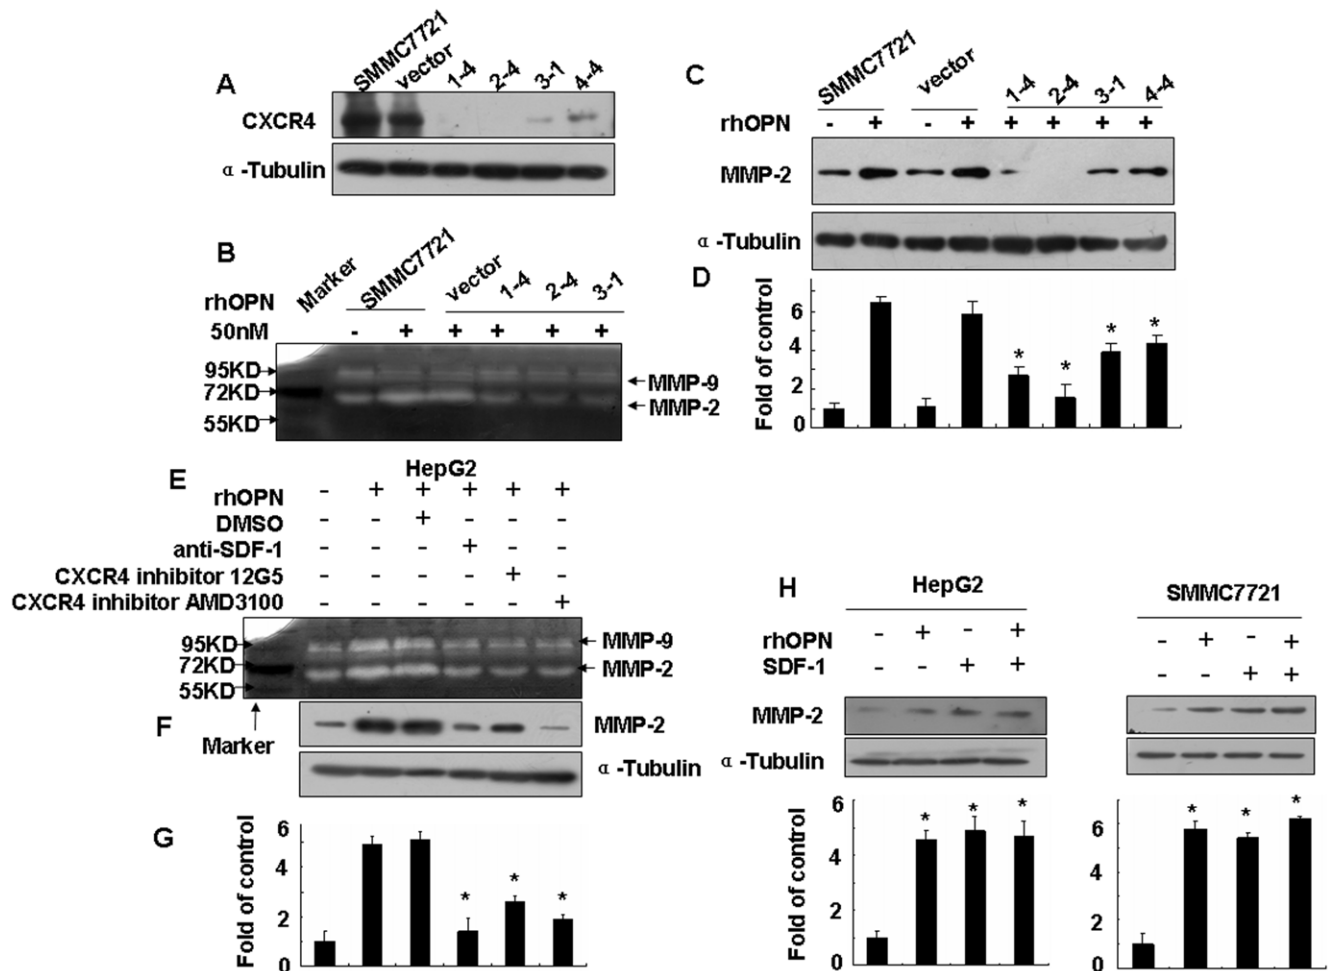 A
SMMC7721 vector 1-4 2-4 3-1 4-4
CXCR4
α-Tubulin
B
Marker SMMC7721 vector 1-4 2-4 3-1
rhOPN
50nM - + + + + +
95KD
72KD
55KD
MMP-9
MMP-2
C
SMMC7721 vector 1-4 2-4 3-1 4-4
rhOPN - + - + + + + +
MMP-2
α-Tubulin
D
Fold of control
6
4
2
0
* * * *
E
HepG2
rhOPN - + + + + +
DMSO - - + - - -
anti-SDF-1 - - - + - -
CXCR4 inhibitor 12G5 - - - - + -
CXCR4 inhibitor AMD3100 - - - - - +
95KD
72KD
55KD
MMP-9
MMP-2
Marker
F
MMP-2
α-Tubulin
G
Fold of control
6
4
2
0
* * *
H
HepG2 SMMC7721
rhOPN - + - + - + - +
SDF-1 - - + + - - + +
MMP-2
α-Tubulin
Fold of control
6
4
2
0
* * *
Fold of control
6
4
2
0
* * *